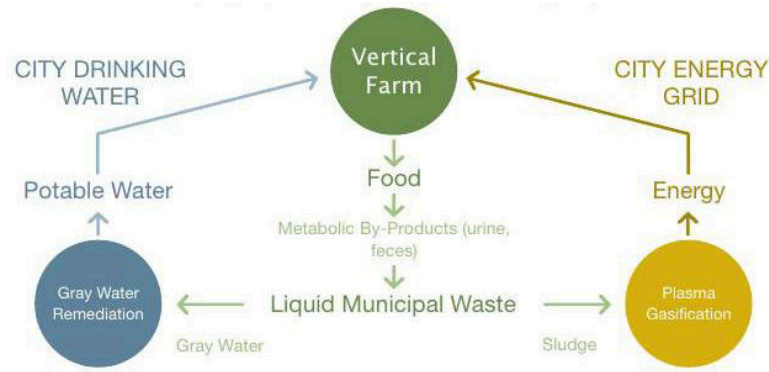 Vertical
Farm
CITY DRINKING
WATER
CITY ENERGY
GRID
Food
Potable Water
Energy
Metabolic By-Products (urine,
feces)
Gray Water
Remediation
Liquid Municipal Waste
Plasma
Gasification
Gray Water
Sludge